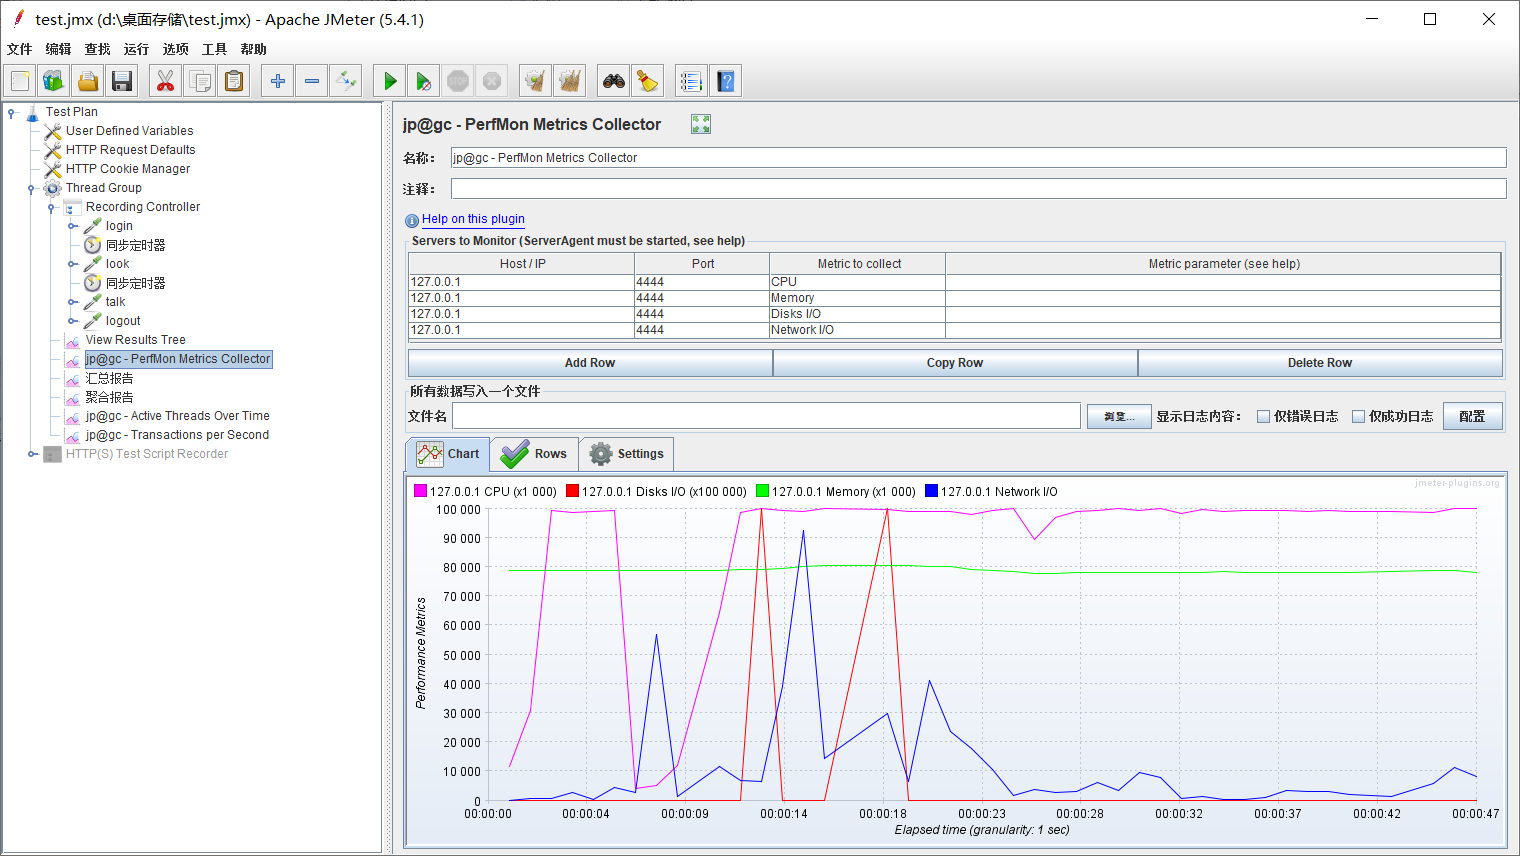 test.jmx (d:\桌面存储\test.jmx) - Apache JMeter (5.4.1)
文件 编辑 查找 运行 选项 工具 帮助
STOP
Test Plan
User Defined Variables
HTTP Request Defaults
HTTP Cookie Manager
Thread Group
Recording Controller
login
同步定时器
look
同步定时器
talk
logout
View Results Tree
jp@gc - PerfMon Metrics Collector
汇总报告
聚合报告
jp@gc - Active Threads Over Time
jp@gc - Transactions per Second
HTTP(S) Test Script Recorder
jp@gc - PerfMon Metrics Collector
名称： jp@gc - PerfMon Metrics Collector
注释：
Help on this plugin
Servers to Monitor (ServerAgent must be started, see help)
Host / IP Port Metric to collect Metric parameter (see help)
127.0.0.1 4444 CPU
127.0.0.1 4444 Memory
127.0.0.1 4444 Disks I/O
127.0.0.1 4444 Network I/O
Add Row Copy Row Delete Row
所有数据写入一个文件
文件名 浏览... 显示日志内容： 仅错误日志 仅成功日志 配置
Chart Rows Settings
127.0.0.1 CPU (x1 000) 127.0.0.1 Disks I/O (x100 000) 127.0.0.1 Memory (x1 000) 127.0.0.1 Network I/O
jmeter-plugins.org
100 000
90 000
80 000
70 000
60 000
50 000
40 000
30 000
20 000
10 000
0
Performance Metrics
00:00:00 00:00:04 00:00:09 00:00:14 00:00:18 00:00:23 00:00:28 00:00:32 00:00:37 00:00:42 00:00:47
Elapsed time (granularity: 1 sec)